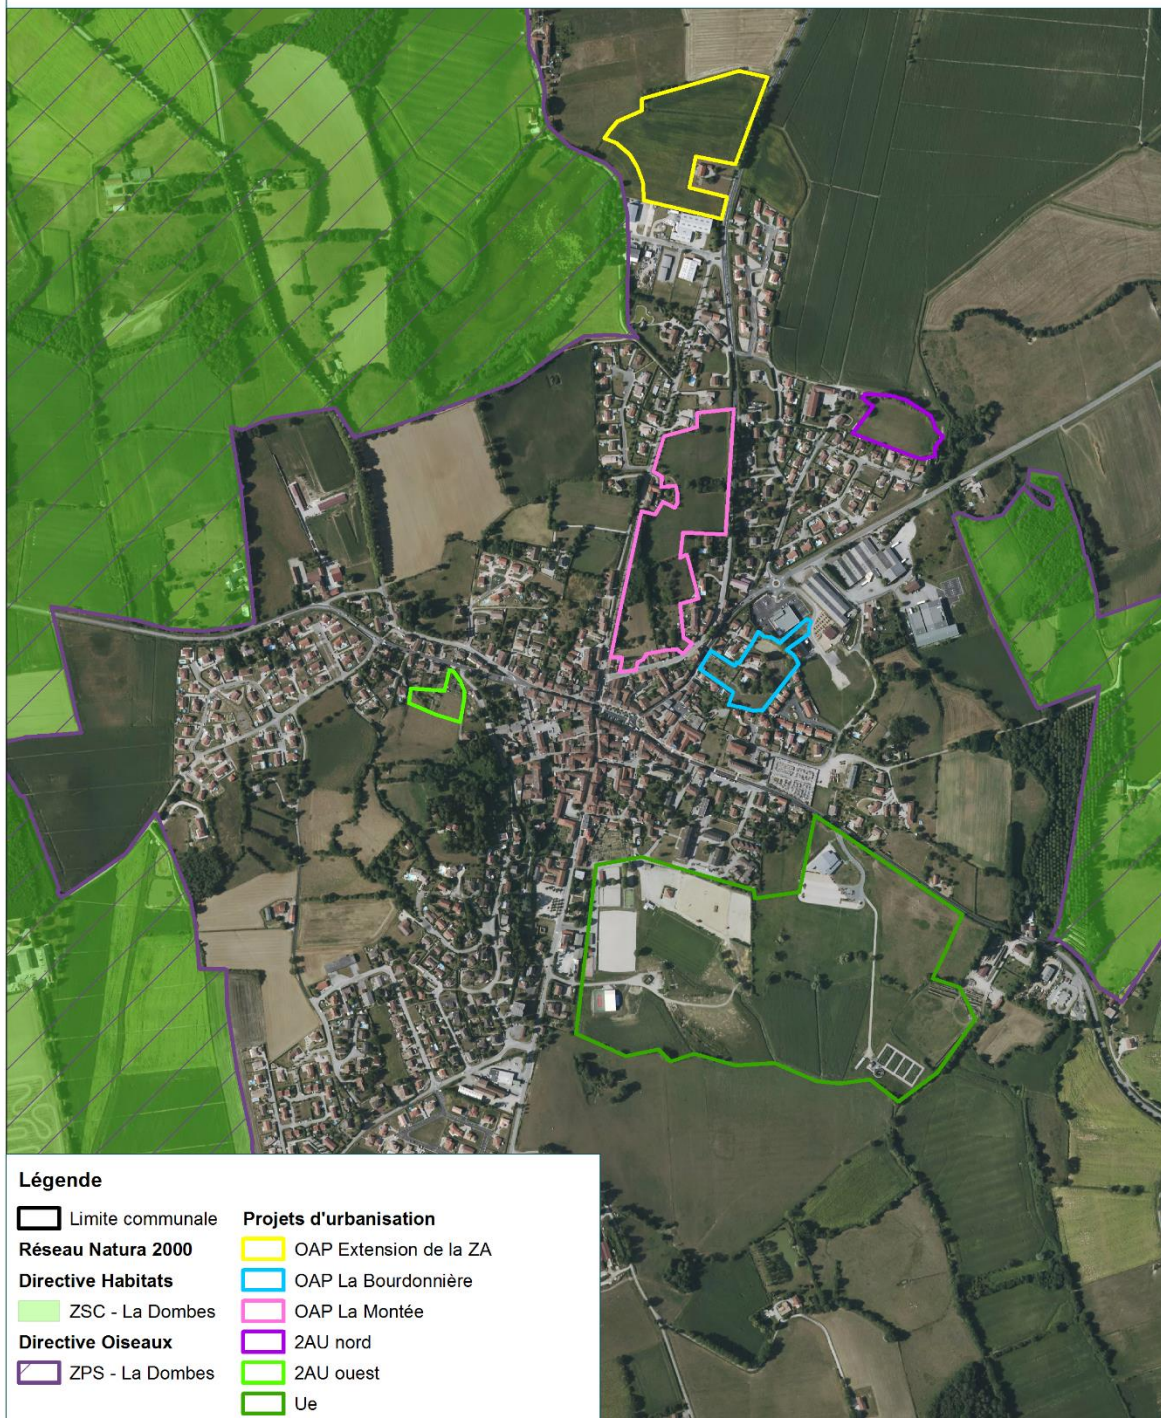 Légende
Limite communale
Réseau Natura 2000
Directive Habitats
ZSC - La Dombes
Directive Oiseaux
ZPS - La Dombes
Projets d'urbanisation
OAP Extension de la ZA
OAP La Bourdonnière
OAP La Montée
2AU nord
2AU ouest
Ue